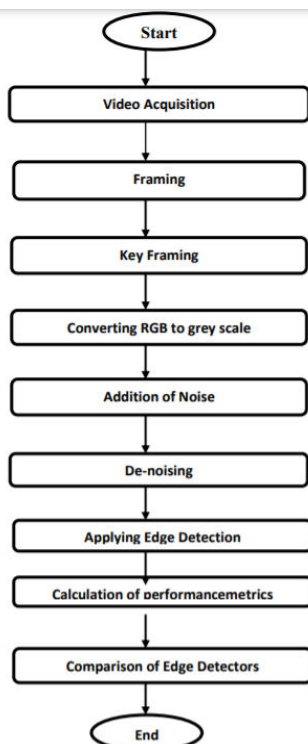 Start
Video Acquisition
Framing
Key Framing
Converting RGB to grey scale
Addition of Noise
De-noising
Applying Edge Detection
Calculation of performancemetrics
Comparison of Edge Detectors
End